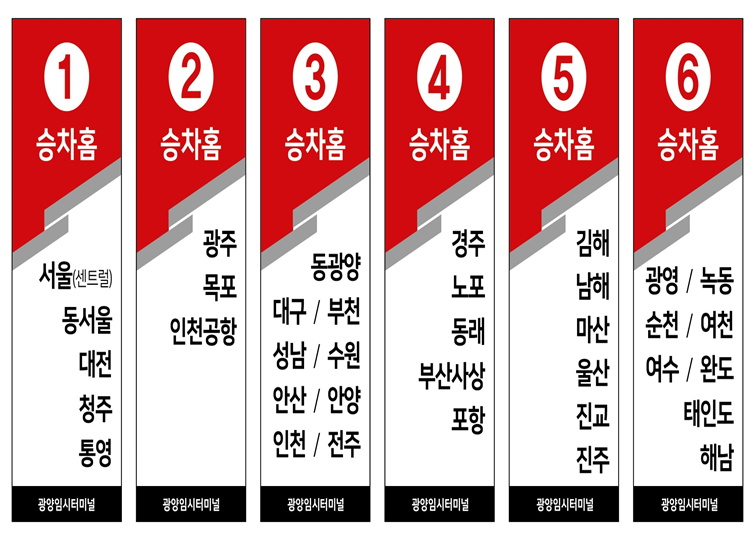 1
승차홈
서울(센트럴)
동서울
대전
청주
통영
광양임시터미널
2
승차홈
광주
목포
인천공항
광양임시터미널
3
승차홈
동광양
대구 / 부천
성남 / 수원
안산 / 안양
인천 / 전주
광양임시터미널
4
승차홈
경주
노포
동래
부산사상
포항
광양임시터미널
5
승차홈
김해
남해
마산
울산
진교
진주
광양임시터미널
6
승차홈
광영 / 녹동
순천 / 여천
여수 / 완도
태인도
해남
광양임시터미널